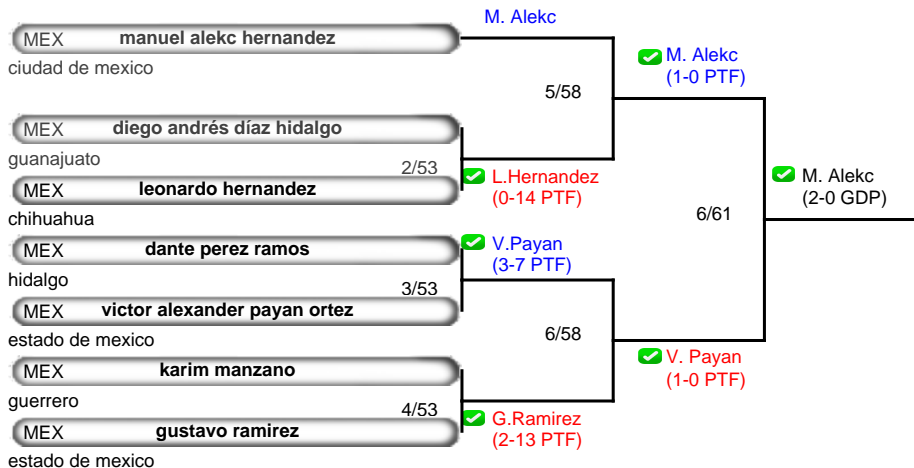 M. Alekc
MEX manuel alekc hernandez
ciudad de mexico
M. Alekc
(1-0 PTF)
5/58
MEX diego andrés díaz hidalgo
guanajuato
2/53
MEX leonardo hernandez
chihuahua
L.Hernandez
(0-14 PTF)
M. Alekc
(2-0 GDP)
6/61
MEX dante perez ramos
hidalgo
V.Payan
(3-7 PTF)
3/53
MEX victor alexander payan ortez
estado de mexico
6/58
V. Payan
(1-0 PTF)
MEX karim manzano
guerrero
4/53
MEX gustavo ramirez
estado de mexico
G.Ramirez
(2-13 PTF)